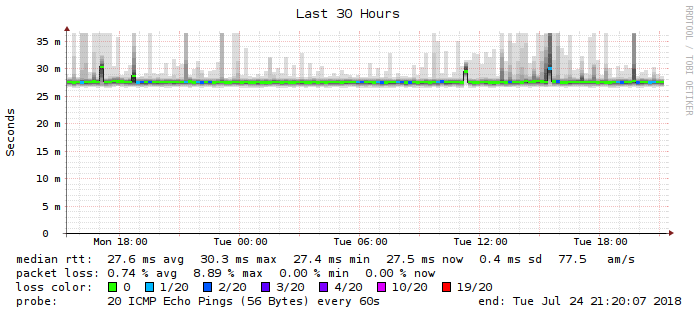 Last 30 Hours
RRDTOOL / TOBI OETIKER
Seconds
35 m
30 m
25 m
20 m
15 m
10 m
5 m
0
Mon 18:00 Tue 00:00 Tue 06:00 Tue 12:00 Tue 18:00
median rtt: 27.6 ms avg 30.3 ms max 27.4 ms min 27.5 ms now 0.4 ms sd 77.5 am/s
packet loss: 0.74 % avg 8.89 % max 0.00 % min 0.00 % now
loss color: 0 1/20 2/20 3/20 4/20 10/20 19/20
probe: 20 ICMP Echo Pings (56 Bytes) every 60s end: Tue Jul 24 21:20:07 2018